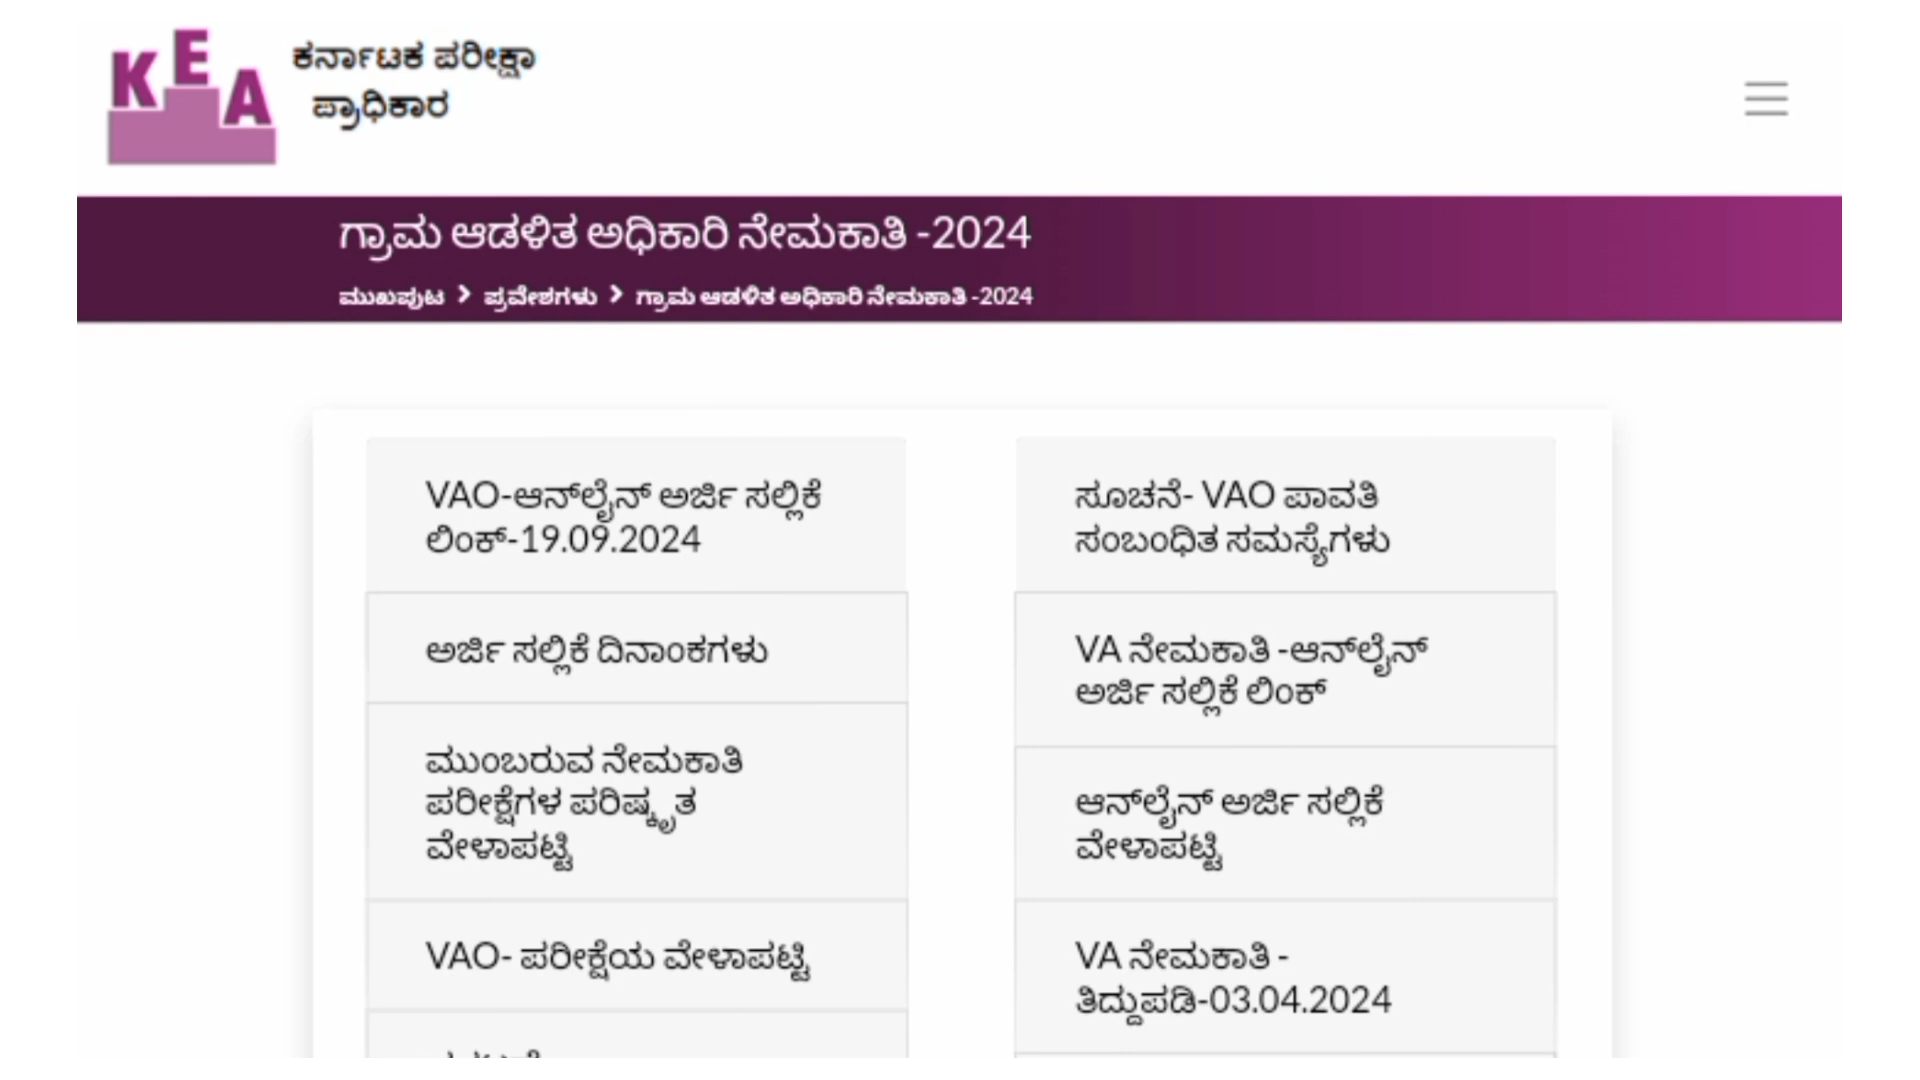 KEA
ಕರ್ನಾಟಕ ಪರೀಕ್ಷಾ
ಪ್ರಾಧಿಕಾರ
ಗ್ರಾಮ ಆಡಳಿತ ಅಧಿಕಾರಿ ನೇಮಕಾತಿ -2024
ಮುಖಪುಟ > ಪ್ರವೇಶಗಳು > ಗ್ರಾಮ ಆಡಳಿತ ಅಧಿಕಾರಿ ನೇಮಕಾತಿ -2024
VAO-ಆನ್‌ಲೈನ್ ಅರ್ಜಿ ಸಲ್ಲಿಕೆ
ಲಿಂಕ್-19.09.2024
ಅರ್ಜಿ ಸಲ್ಲಿಕೆ ದಿನಾಂಕಗಳು
ಮುಂಬರುವ ನೇಮಕಾತಿ
ಪರೀಕ್ಷೆಗಳ ಪರಿಷ್ಕೃತ
ವೇಳಾಪಟ್ಟಿ
VAO- ಪರೀಕ್ಷೆಯ ವೇಳಾಪಟ್ಟಿ
ಸೂಚನೆ- VAO ಪಾವತಿ
ಸಂಬಂಧಿತ ಸಮಸ್ಯೆಗಳು
VA ನೇಮಕಾತಿ -ಆನ್‌ಲೈನ್
ಅರ್ಜಿ ಸಲ್ಲಿಕೆ ಲಿಂಕ್
ಆನ್‌ಲೈನ್ ಅರ್ಜಿ ಸಲ್ಲಿಕೆ
ವೇಳಾಪಟ್ಟಿ
VA ನೇಮಕಾತಿ -
ತಿದ್ದುಪಡಿ-03.04.2024